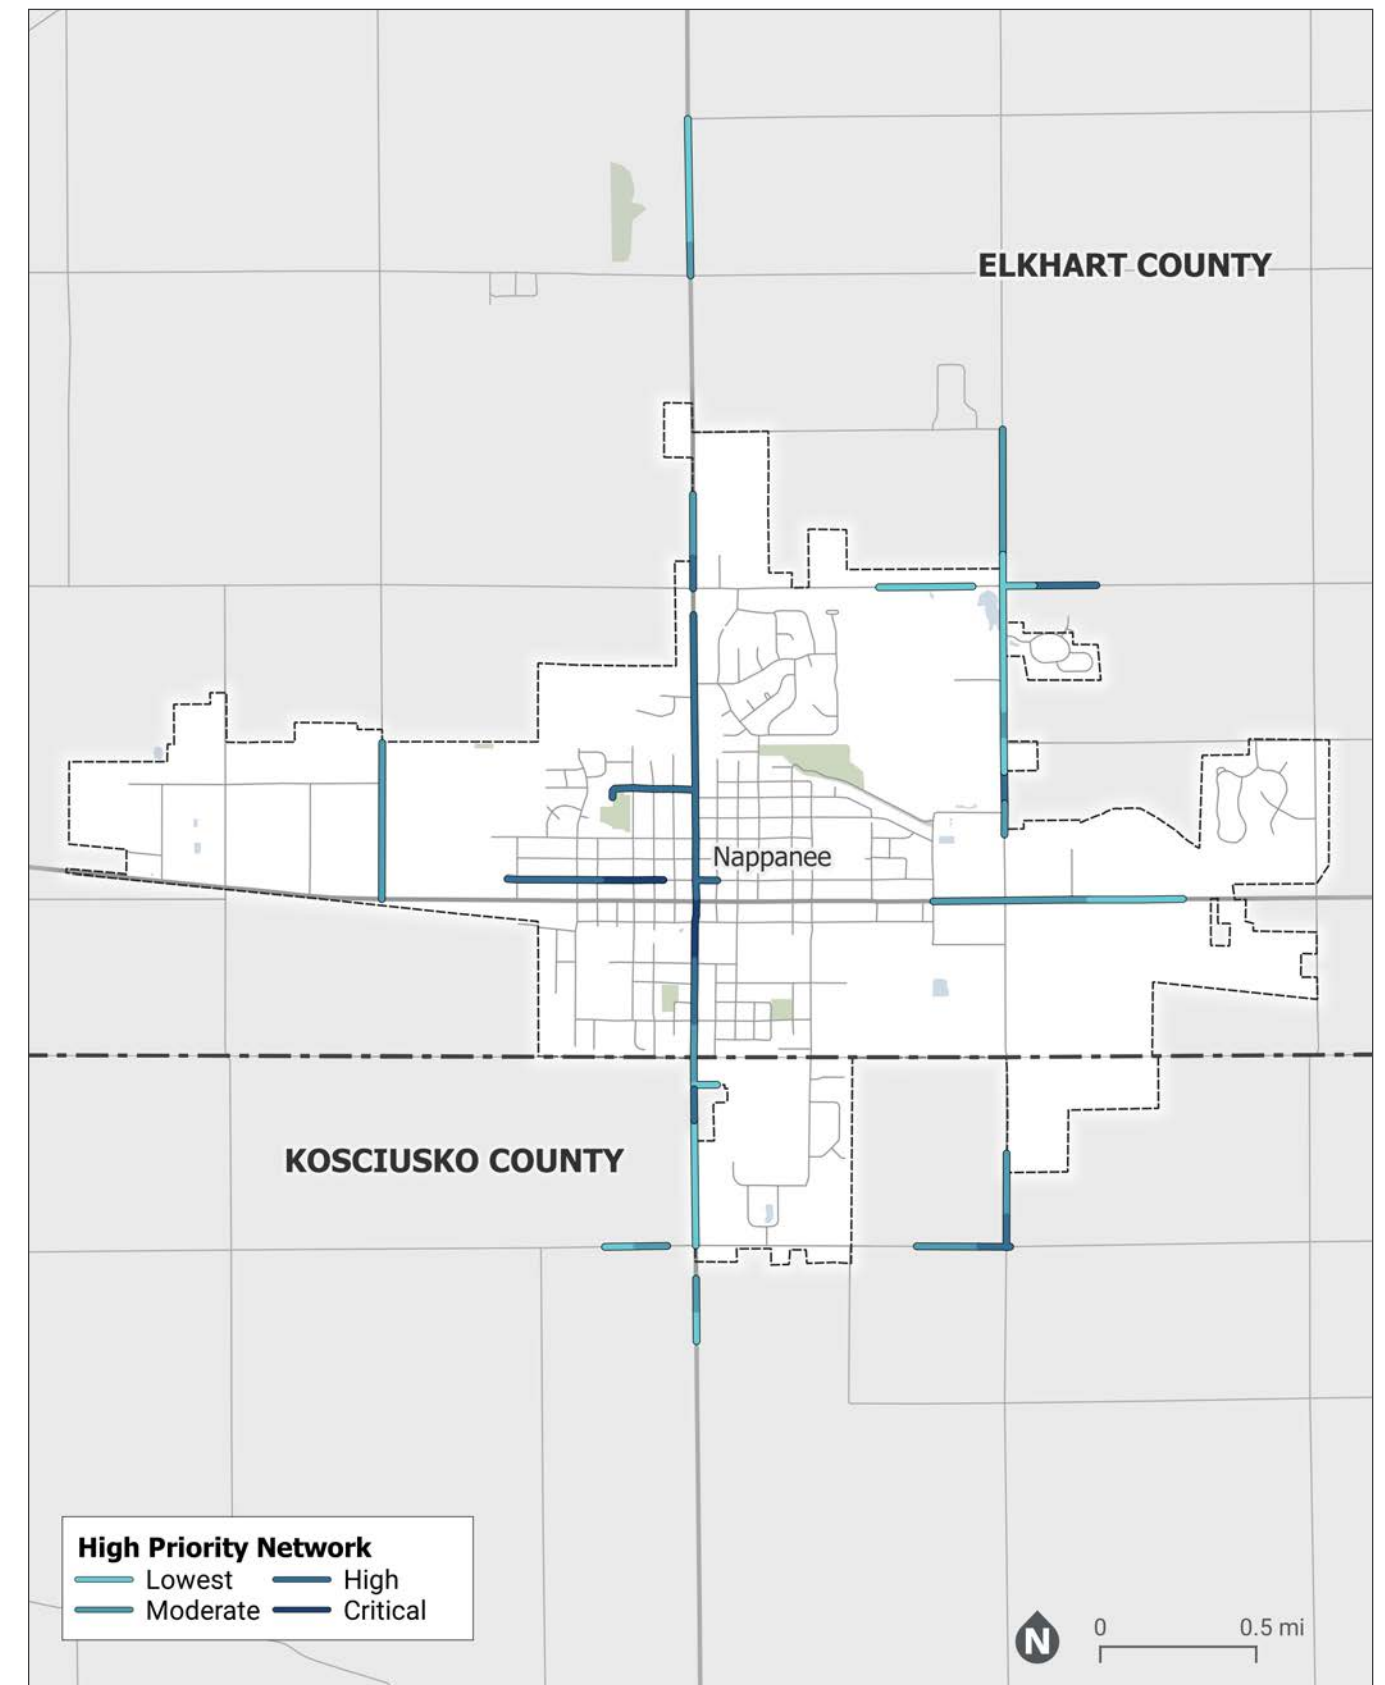 ELKHART COUNTY
Nappanee
KOSCIUSKO COUNTY
High Priority Network
Lowest High
Moderate Critical
N 0 0.5 mi